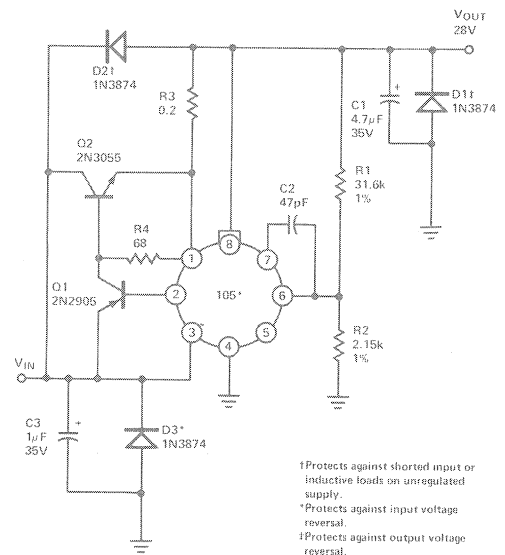 VOUT
28V
D2†
1N3874
R3
0.2
C1
4.7µF
35V
+
D1‡
1N3874
Q2
2N3055
R1
31.6k
1%
C2
47pF
R4
68
1
8
7
Q1
2N2905
2
105*
6
3
4
5
R2
2.15k
1%
VIN
C3
1µF
35V
+
D3*
1N3874
†Protects against shorted input or
inductive loads on unregulated
supply.
*Protects against input voltage
reversal.
‡Protects against output voltage
reversal.